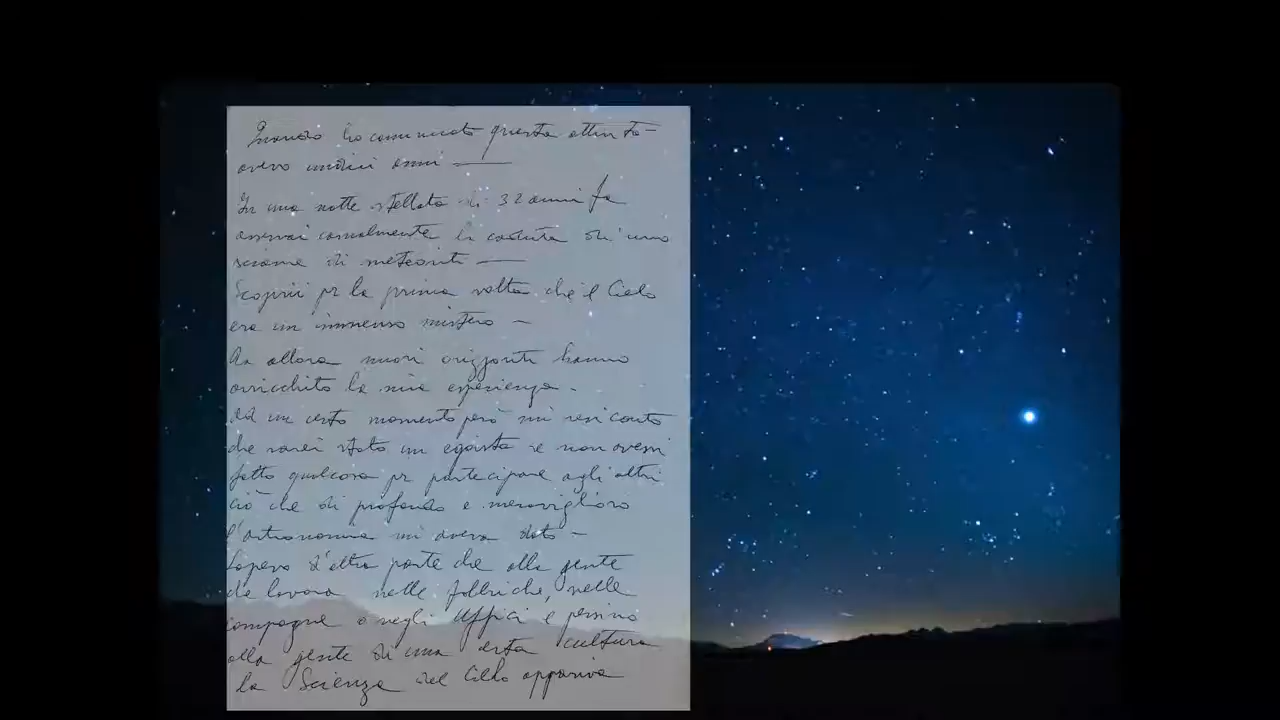 Quando ho cominciato questa attività
avevo undici anni —
In una notte stellata di 32 anni fa
osservai casualmente la caduta di uno
sciame di meteoriti —
Scoprii pr la prima volta che il Cielo
era un immenso mistero —
Da allora nuovi orizzonti hanno
arricchito la mia esperienza -
Ad un certo momento però mi resi conto
che sarei stato un egoista se non avessi
fatto qualcosa pr partecipare agli altri
ciò che di profondo e meraviglioso
l'astronomia mi aveva dato —
Sapevo d'altra parte che alla gente
che lavora nelle fabbriche, nelle
campagne o negli Uffici e persino
alla gente di una certa cultura
la Scienza del Cielo appariva